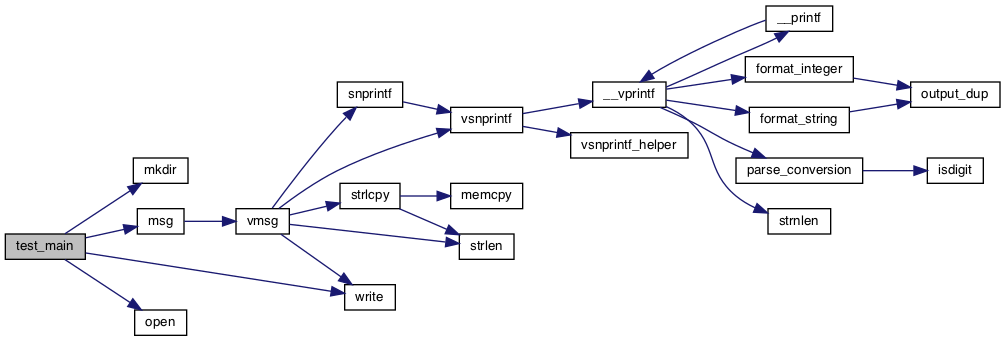 __printf
format_integer
snprintf
__vprintf
output_dup
vsnprintf
format_string
vsnprintf_helper
mkdir
parse_conversion
isdigit
strlcpy
memcpy
msg
vmsg
strnlen
test_main
strlen
write
open